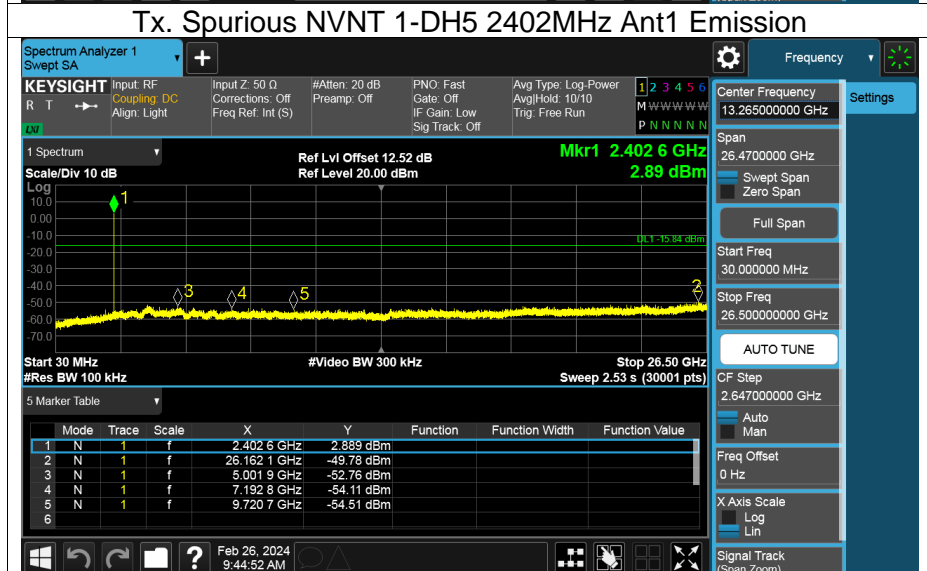 Tx. Spurious NVNT 1-DH5 2402MHz Ant1 Emission
Spectrum Analyzer 1
Swept SA
+
Frequency
KEYSIGHT
R T
LXI
Input: RF
Coupling: DC
Align: Light
Input Z: 50 Ω
Corrections: Off
Freq Ref: Int (S)
#Atten: 20 dB
Preamp: Off
PNO: Fast
Gate: Off
IF Gain: Low
Sig Track: Off
Avg Type: Log-Power
Avg|Hold: 10/10
Trig: Free Run
1 2 3 4 5 6
M W W W W W
P N N N N N
1 Spectrum
Scale/Div 10 dB
Ref Lvl Offset 12.52 dB
Ref Level 20.00 dBm
Mkr1 2.402 6 GHz
2.89 dBm
Log
10.0
0.00
-10.0
-20.0
-30.0
-40.0
-50.0
-60.0
-70.0
1
DL1 -15.84 dBm
2
3
4
5
Start 30 MHz
#Res BW 100 kHz
#Video BW 300 kHz
Stop 26.50 GHz
Sweep 2.53 s (30001 pts)
5 Marker Table
Mode Trace Scale X Y Function Function Width Function Value
1 N 1 f 2.402 6 GHz 2.889 dBm
2 N 1 f 26.162 1 GHz -49.78 dBm
3 N 1 f 5.001 9 GHz -52.76 dBm
4 N 1 f 7.192 8 GHz -54.11 dBm
5 N 1 f 9.720 7 GHz -54.51 dBm
6
?
Feb 26, 2024
9:44:52 AM
Center Frequency
13.265000000 GHz
Settings
Span
26.4700000 GHz
Swept Span
Zero Span
Full Span
Start Freq
30.000000 MHz
Stop Freq
26.500000000 GHz
AUTO TUNE
CF Step
2.647000000 GHz
Auto
Man
Freq Offset
0 Hz
X Axis Scale
Log
Lin
Signal Track
(Span Zoom)